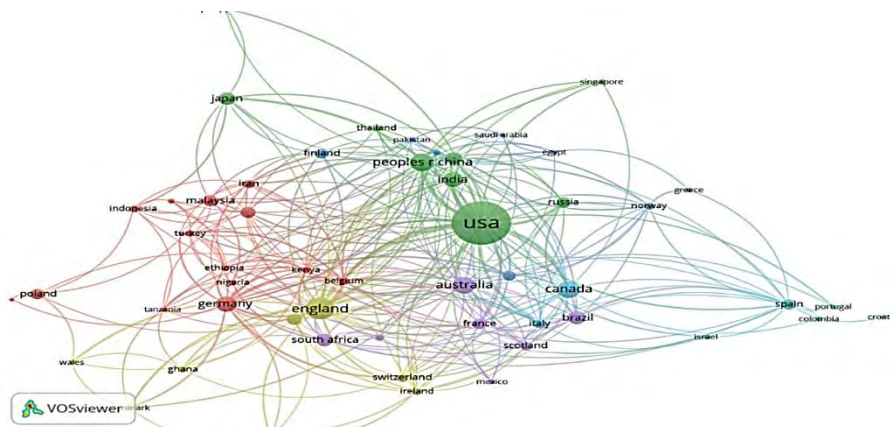 singapore
japan
thailand
saudi arabia
pakistan
finland
peoples r china
egypt
india
iran
greece
malaysia
russia
norway
indonesia
usa
turkey
ethiopia
kenya
nigeria
belgium
australia
canada
poland
germany
tanzania
england
spain
portugal
colombia
france
italy
brazil
israel
south africa
scotland
wales
ghana
switzerland
mexico
ireland
VOSviewer